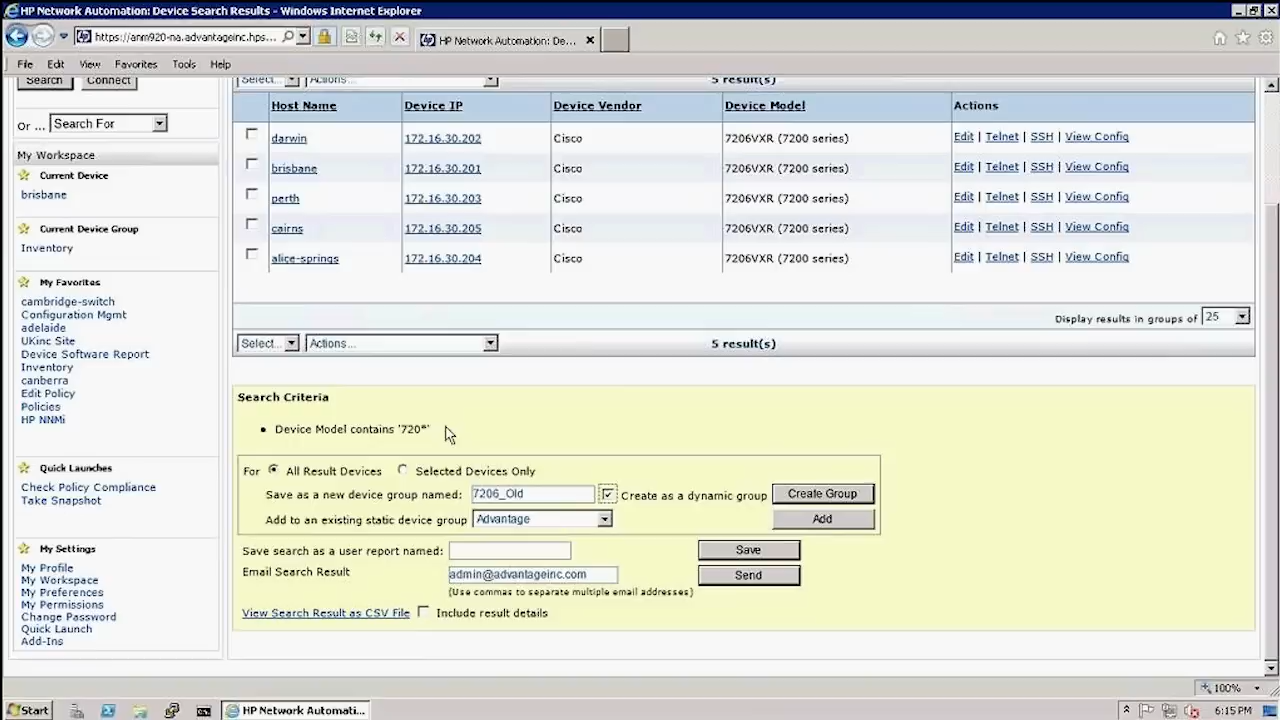 HP Network Automation: Device Search Results - Windows Internet Explorer
https://anm920-na.advantageinc.hps...
HP Network Automation: De...
File Edit View Favorites Tools Help
Search Connect
Or ... Search For
My Workspace
Current Device
brisbane
Current Device Group
Inventory
My Favorites
cambridge-switch
Configuration Mgmt
adelaide
UKinc Site
Device Software Report
Inventory
canberra
Edit Policy
Policies
HP NNMi
Quick Launches
Check Policy Compliance
Take Snapshot
My Settings
My Profile
My Workspace
My Preferences
My Permissions
Change Password
Quick Launch
Add-Ins
Select... Actions... 5 result(s)
Host Name Device IP Device Vendor Device Model Actions
darwin 172.16.30.202 Cisco 7206VXR (7200 series) Edit | Telnet | SSH | View Config
brisbane 172.16.30.201 Cisco 7206VXR (7200 series) Edit | Telnet | SSH | View Config
perth 172.16.30.203 Cisco 7206VXR (7200 series) Edit | Telnet | SSH | View Config
cairns 172.16.30.205 Cisco 7206VXR (7200 series) Edit | Telnet | SSH | View Config
alice-springs 172.16.30.204 Cisco 7206VXR (7200 series) Edit | Telnet | SSH | View Config
Display results in groups of 25
Select... Actions... 5 result(s)
Search Criteria
• Device Model contains '720*'
For All Result Devices Selected Devices Only
Save as a new device group named: 7206_Old Create as a dynamic group Create Group
Add to an existing static device group Advantage Add
Save search as a user report named: Save
Email Search Result admin@advantageinc.com Send
(Use commas to separate multiple email addresses)
View Search Result as CSV File Include result details
100%
Start HP Network Automati... 6:15 PM